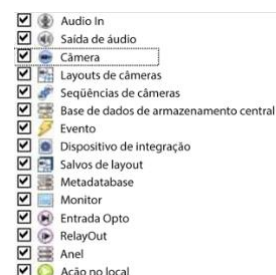 Audio In
Saída de áudio
Câmera
Layouts de câmeras
Seqüências de câmeras
Base de dados de armazenamento central
Evento
Dispositivo de integração
Salvos de layout
Metadatabase
Monitor
Entrada Opto
RelayOut
Anel
Ação no local